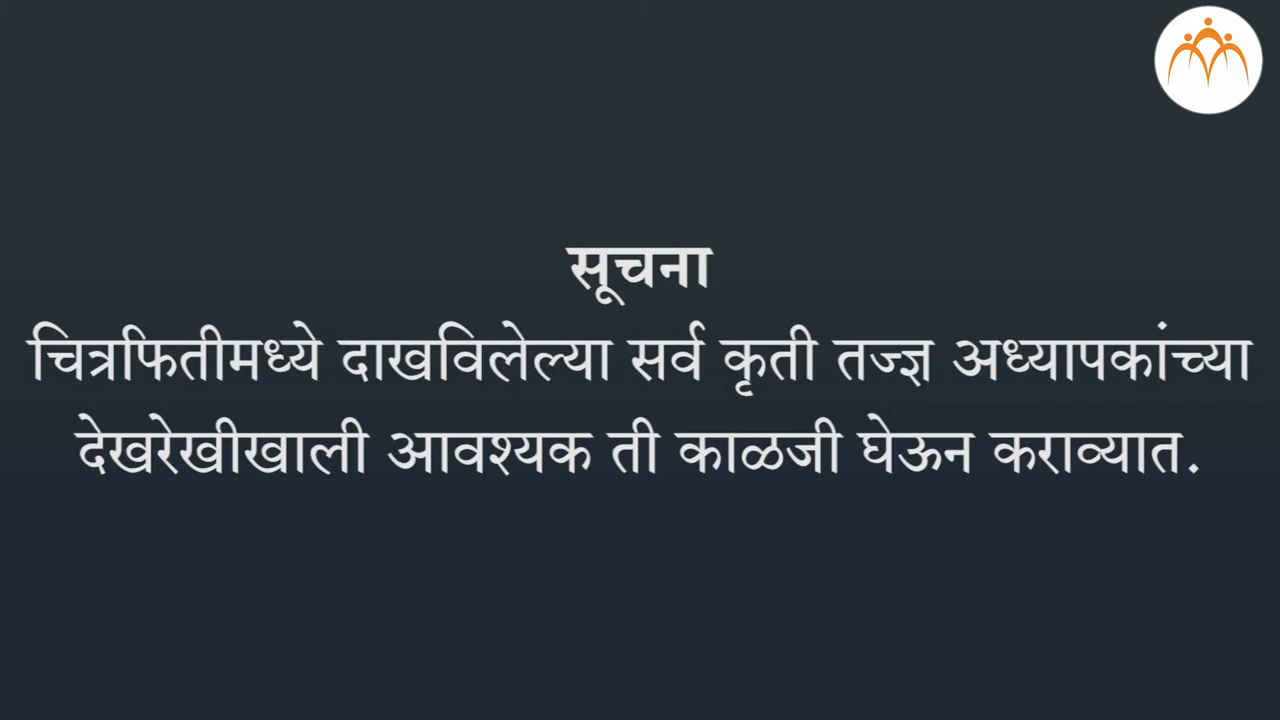 सूचना
चित्रफितीमध्ये दाखविलेल्या सर्व कृती तज्ज्ञ अध्यापकांच्या
देखरेखीखाली आवश्यक ती काळजी घेऊन कराव्यात.